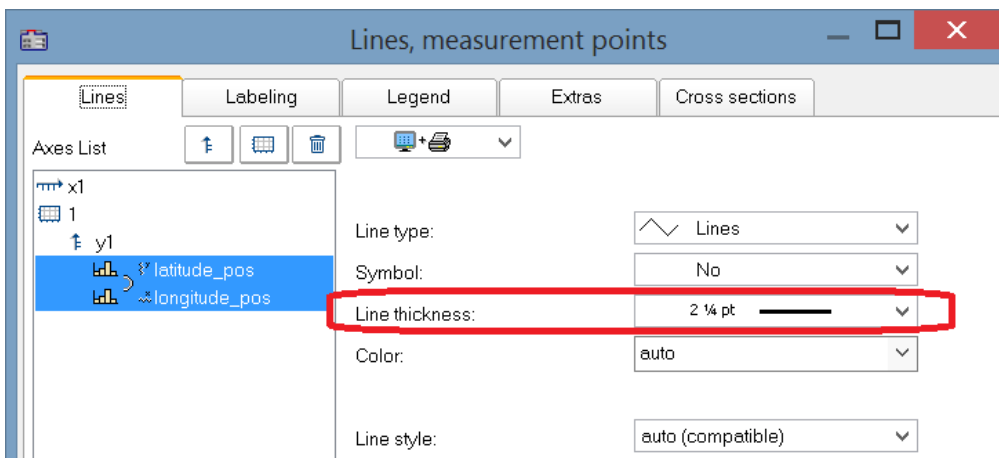 Lines, measurement points
Lines Labeling Legend Extras Cross sections
Axes List
x1
1
y1
latitude_pos
longitude_pos
Line type: Lines
Symbol: No
Line thickness: 2 ¼ pt
Color: auto
Line style: auto (compatible)